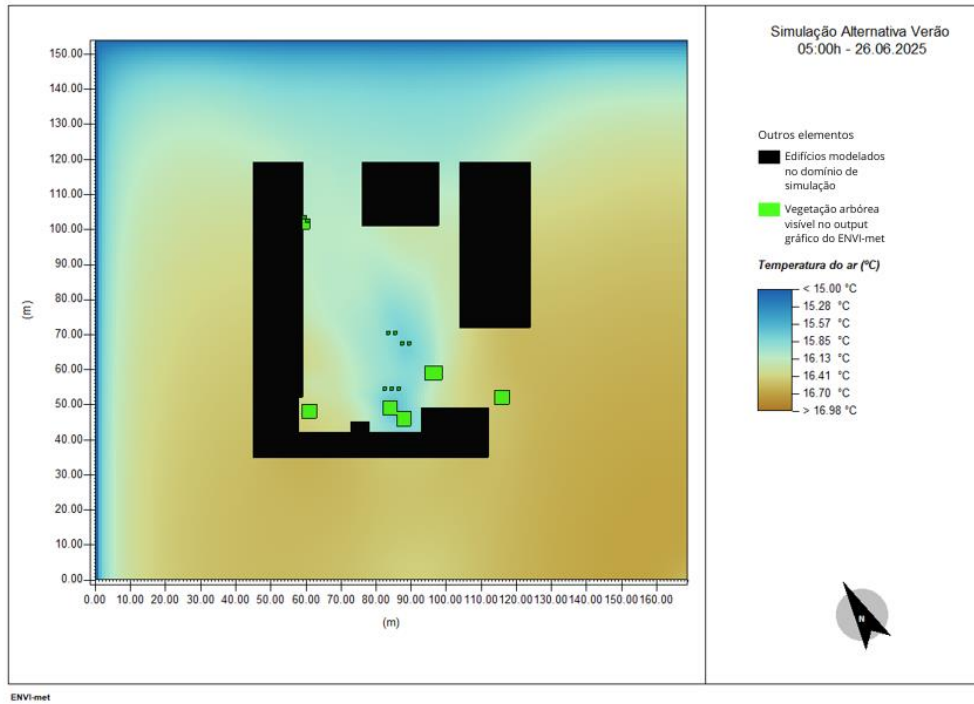 Simulação Alternativa Verão
05:00h - 26.06.2025
Outros elementos
Edifícios modelados
no domínio de
simulação
Vegetação arbórea
visível no output
gráfico do ENVI-met
Temperatura do ar (ºC)
< 15.00 °C
15.28 °C
15.57 °C
15.85 °C
16.13 °C
16.41 °C
16.70 °C
> 16.98 °C
N
150.00
140.00
130.00
120.00
110.00
100.00
90.00
80.00
70.00
60.00
50.00
40.00
30.00
20.00
10.00
0.00
(m)
0.00 10.00 20.00 30.00 40.00 50.00 60.00 70.00 80.00 90.00 100.00 110.00 120.00 130.00 140.00 150.00 160.00
(m)
ENVI-met